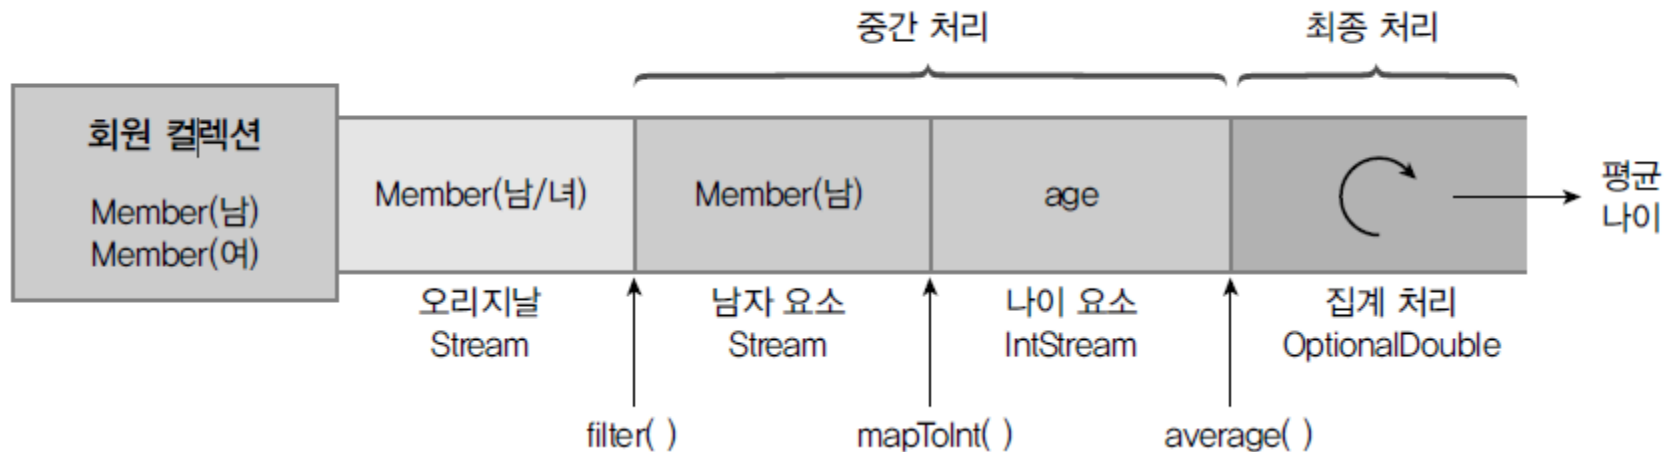 중간 처리
최종 처리
회원 컬렉션
Member(남)
Member(여)
Member(남/녀)
Member(남)
age
평균
나이
오리지날
Stream
남자 요소
Stream
나이 요소
IntStream
집계 처리
OptionalDouble
filter( )
mapToInt( )
average( )